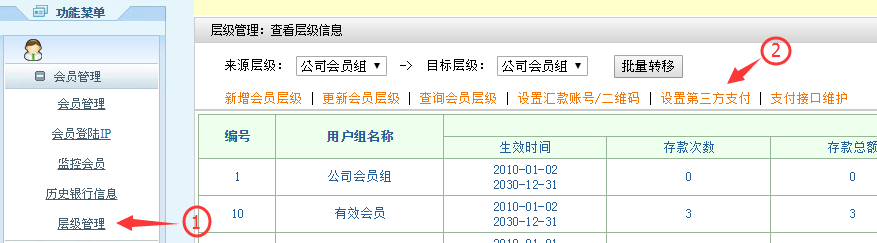 功能菜单
会员管理
会员管理
会员登陆IP
监控会员
历史银行信息
层级管理
①
层级管理：查看层级信息
②
来源层级： 公司会员组 -> 目标层级： 公司会员组 批量转移
新增会员层级 | 更新会员层级 | 查询会员层级 | 设置汇款账号/二维码 | 设置第三方支付 | 支付接口维护
编号 用户组名称
生效时间 存款次数 存款总额
1 公司会员组 2010-01-02 0 0
2030-12-31
10 有效会员 2010-01-02 3 3
2030-12-31
2010-01-02